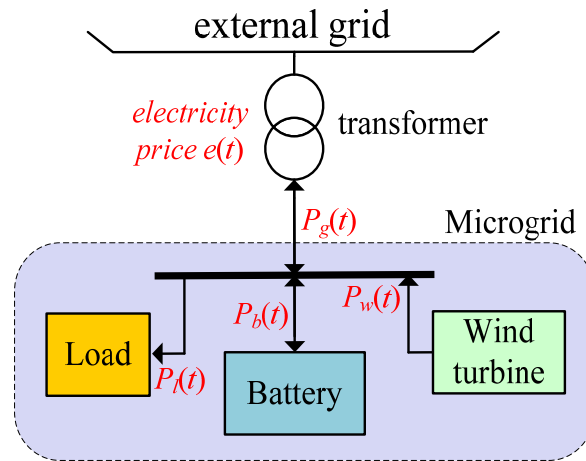 external grid
electricity
price e(t)
transformer
P_g(t)
Microgrid
P_b(t)
P_w(t)
Load
P_l(t)
Battery
Wind
turbine